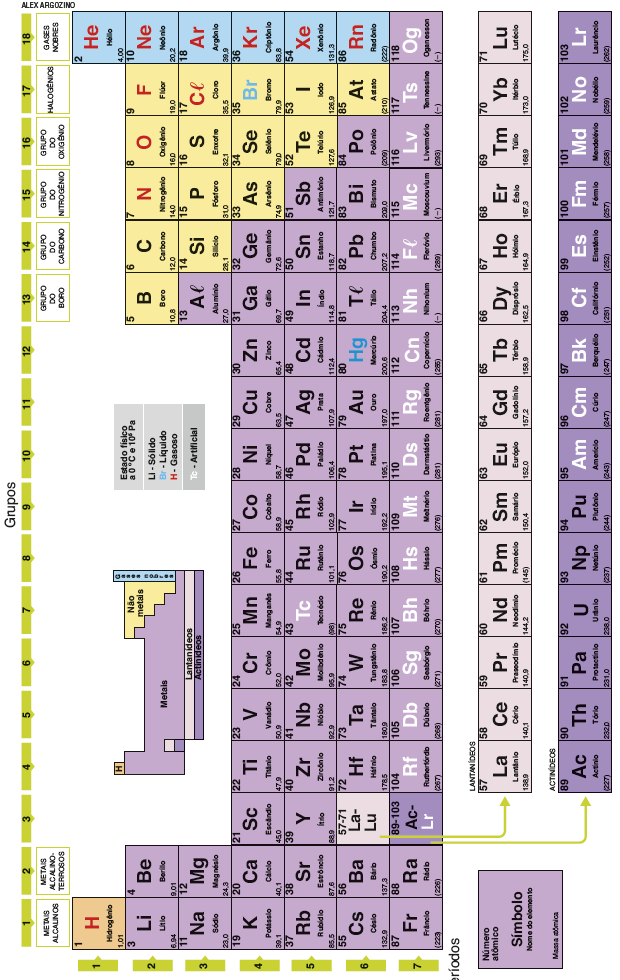 ALEX ARGOZINO
Grupos
1 2 3 4 5 6 7 8 9 10 11 12 13 14 15 16 17 18
METAIS
ALCALINOS
METAIS
ALCALINO-
TERROSOS
GRUPO
DO
BORO
GRUPO
DO
CARBONO
GRUPO
DO
NITROGÊNIO
GRUPO
DO
OXIGÊNIO
HALOGÊNIOS
GASES
NOBRES
1
1 H Hidrogênio 1,01
2 He Hélio 4,00
2
3 Li Lítio 6,94
4 Be Berílio 9,01
5 B Boro 10,8
6 C Carbono 12,0
7 N Nitrogênio 14,0
8 O Oxigênio 16,0
9 F Flúor 19,0
10 Ne Neônio 20,2
3
11 Na Sódio 23,0
12 Mg Magnésio 24,3
13 Aℓ Alumínio 27,0
14 Si Silício 28,1
15 P Fósforo 31,0
16 S Enxofre 32,1
17 Cℓ Cloro 35,5
18 Ar Argônio 39,9
4
19 K Potássio 39,1
20 Ca Cálcio 40,1
21 Sc Escândio 45,0
22 Ti Titânio 47,9
23 V Vanádio 50,9
24 Cr Crômio 52,0
25 Mn Manganês 54,9
26 Fe Ferro 55,8
27 Co Cobalto 58,9
28 Ni Níquel 58,7
29 Cu Cobre 63,5
30 Zn Zinco 65,4
31 Ga Gálio 69,7
32 Ge Germânio 72,6
33 As Arsênio 74,9
34 Se Selênio 79,0
35 Br Bromo 79,9
36 Kr Criptônio 83,8
5
37 Rb Rubídio 85,5
38 Sr Estrôncio 87,6
39 Y Ítrio 88,9
40 Zr Zircônio 91,2
41 Nb Nióbio 92,9
42 Mo Molibdênio 95,9
43 Tc Tecnécio (98)
44 Ru Rutênio 101,1
45 Rh Ródio 102,9
46 Pd Paládio 106,4
47 Ag Prata 107,9
48 Cd Cádmio 112,4
49 In Índio 114,8
50 Sn Estanho 118,7
51 Sb Antimônio 121,7
52 Te Telúrio 127,6
53 I Iodo 126,9
54 Xe Xenônio 131,3
6
55 Cs Césio 132,9
56 Ba Bário 137,3
57-71 La-Lu
72 Hf Háfnio 178,5
73 Ta Tântalo 180,9
74 W Tungstênio 183,8
75 Re Rênio 186,2
76 Os Ósmio 190,2
77 Ir Irídio 192,2
78 Pt Platina 195,1
79 Au Ouro 197,0
80 Hg Mercúrio 200,6
81 Tℓ Tálio 204,4
82 Pb Chumbo 207,2
83 Bi Bismuto 209,0
84 Po Polônio (209)
85 At Astato (210)
86 Rn Radônio (222)
7
87 Fr Frâncio (223)
88 Ra Rádio (226)
89-103 Ac-Lr
104 Rf Rutherfórdio (267)
105 Db Dúbnio (268)
106 Sg Seabórgio (271)
107 Bh Bóhrio (270)
108 Hs Hássio (277)
109 Mt Meitnério (276)
110 Ds Darmstádtio (281)
111 Rg Roentgênio (281)
112 Cn Copernício (285)
113 Nh Nihonium (–)
114 Fℓ Fleróvio (289)
115 Mc Moscouvium (–)
116 Lv Livermório (293)
117 Ts Tennessine (–)
118 Og Oganesson (–)
Períodos
H
Metais
Não
metais
Gases nobres
Lantanídeos
Actinídeos
Estado físico
a 0 °C e 10⁵ Pa
Li - Sólido
Br - Líquido
H - Gasoso
Tc - Artificial
LANTANÍDEOS
57 La Lantânio 138,9
58 Ce Cério 140,1
59 Pr Praseodímio 140,9
60 Nd Neodímio 144,2
61 Pm Promécio (145)
62 Sm Samário 150,4
63 Eu Európio 152,0
64 Gd Gadolínio 157,2
65 Tb Térbio 158,9
66 Dy Disprósio 162,5
67 Ho Hólmio 164,9
68 Er Érbio 167,3
69 Tm Túlio 168,9
70 Yb Itérbio 173,0
71 Lu Lutécio 175,0
ACTINÍDEOS
89 Ac Actínio (227)
90 Th Tório 232,0
91 Pa Protactínio 231,0
92 U Urânio 238,0
93 Np Netúnio (237)
94 Pu Plutônio (244)
95 Am Amerício (243)
96 Cm Cúrio (247)
97 Bk Berquélio (247)
98 Cf Califórnio (251)
99 Es Einstênio (252)
100 Fm Férmio (257)
101 Md Mendelévio (258)
102 No Nobélio (259)
103 Lr Laurêncio (262)
Número
atômico
Símbolo
Nome do elemento
Massa atômica